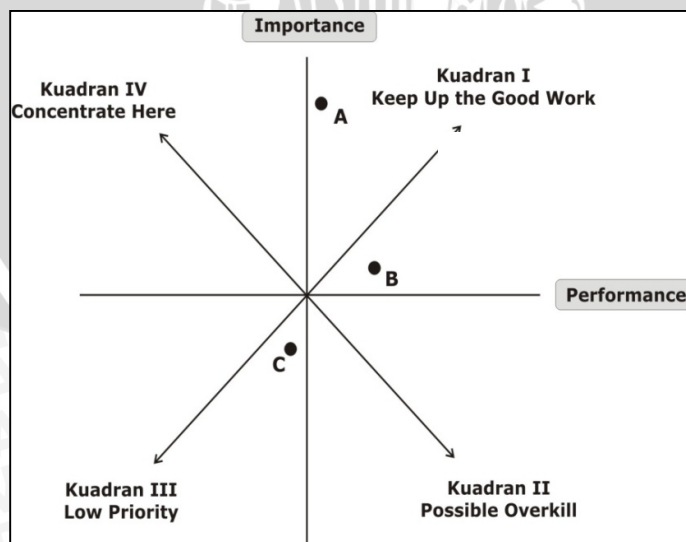 Importance
Kuadran IV
Concentrate Here
Kuadran I
Keep Up the Good Work
A
B
Performance
C
Kuadran III
Low Priority
Kuadran II
Possible Overkill